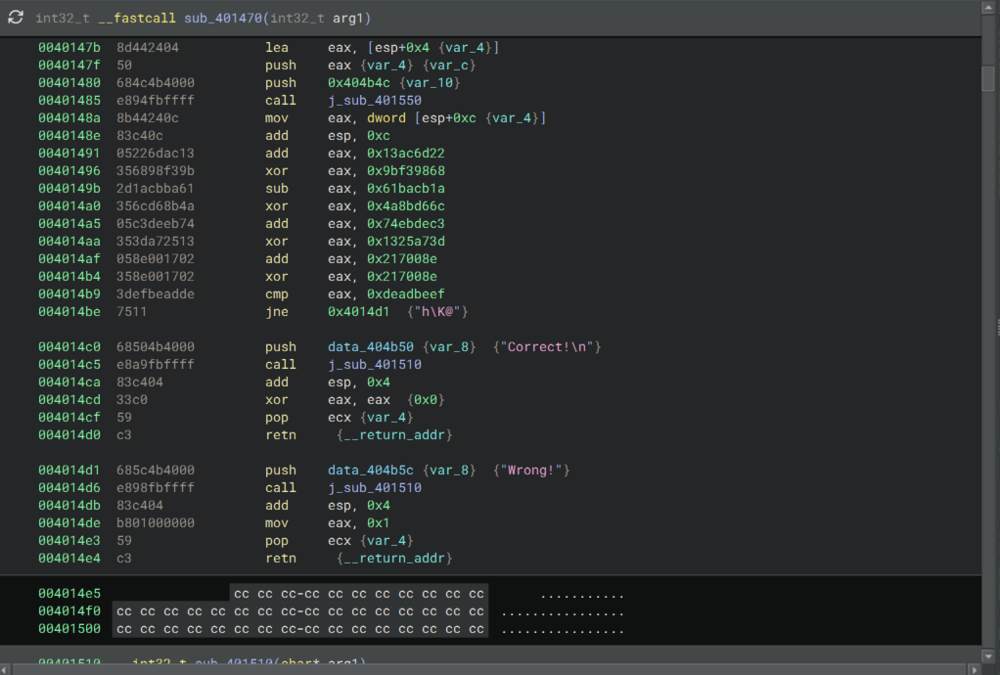 int32_t __fastcall sub_401470(int32_t arg1)
0040147b 8d442404 lea eax, [esp+0x4 {var_4}]
0040147f 50 push eax {var_4} {var_c}
00401480 684c4b4000 push 0x404b4c {var_10}
00401485 e894fbffff call j_sub_401550
0040148a 8b44240c mov eax, dword [esp+0xc {var_4}]
0040148e 83c40c add esp, 0xc
00401491 05226dac13 add eax, 0x13ac6d22
00401496 356898f39b xor eax, 0x9bf39868
0040149b 2d1acbba61 sub eax, 0x61bacb1a
004014a0 356cd68b4a xor eax, 0x4a8bd66c
004014a5 05c3deeb74 add eax, 0x74ebdec3
004014aa 353da72513 xor eax, 0x1325a73d
004014af 058e001702 add eax, 0x217008e
004014b4 358e001702 xor eax, 0x217008e
004014b9 3defbeadde cmp eax, 0xdeadbeef
004014be 7511 jne 0x4014d1 {"h\K@"}
004014c0 68504b4000 push data_404b50 {var_8} {"Correct!\n"}
004014c5 e8a9fbffff call j_sub_401510
004014ca 83c404 add esp, 0x4
004014cd 33c0 xor eax, eax {0x0}
004014cf 59 pop ecx {var_4}
004014d0 c3 retn {__return_addr}
004014d1 685c4b4000 push data_404b5c {var_8} {"Wrong!"}
004014d6 e898fbffff call j_sub_401510
004014db 83c404 add esp, 0x4
004014de b801000000 mov eax, 0x1
004014e3 59 pop ecx {var_4}
004014e4 c3 retn {__return_addr}
004014e5 cc cc cc-cc cc cc cc cc cc cc cc ...........
004014f0 cc cc cc cc cc cc cc cc-cc cc cc cc cc cc cc cc ................
00401500 cc cc cc cc cc cc cc cc-cc cc cc cc cc cc cc cc ................
00401510 int32_t sub_401510(char* arg1)